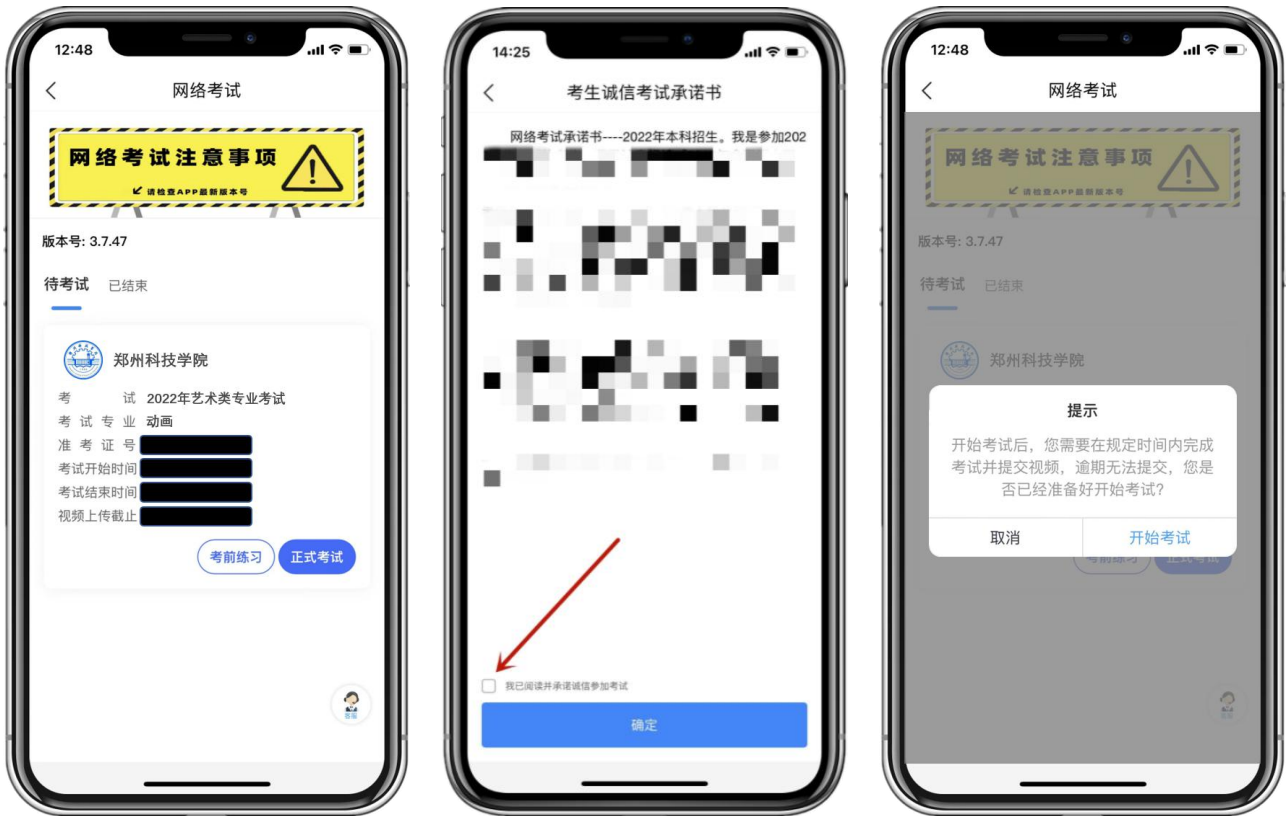 12:48
网络考试
网络考试注意事项
请检查APP最新版本号
版本号: 3.7.47
待考试 已结束
郑州科技学院
考 试 2022年艺术类专业考试
考试专业 动画
准考证号
考试开始时间
考试结束时间
视频上传截止
考前练习 正式考试
客服
14:25
考生诚信考试承诺书
网络考试承诺书----2022年本科招生。我是参加202
我已阅读并承诺诚信参加考试
确定
12:48
网络考试
网络考试注意事项
请检查APP最新版本号
版本号: 3.7.47
待考试 已结束
郑州科技学院
提示
开始考试后，您需要在规定时间内完成
考试并提交视频，逾期无法提交，您是
否已经准备好开始考试?
取消 开始考试
考前练习 正式考试